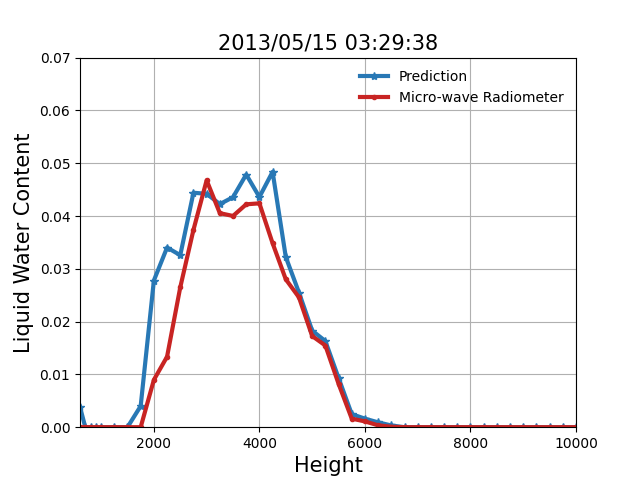 2013/05/15 03:29:38
0.07
0.06
0.05
0.04
0.03
0.02
0.01
0.00
Liquid Water Content
Prediction
Micro-wave Radiometer
2000 4000 6000 8000 10000
Height